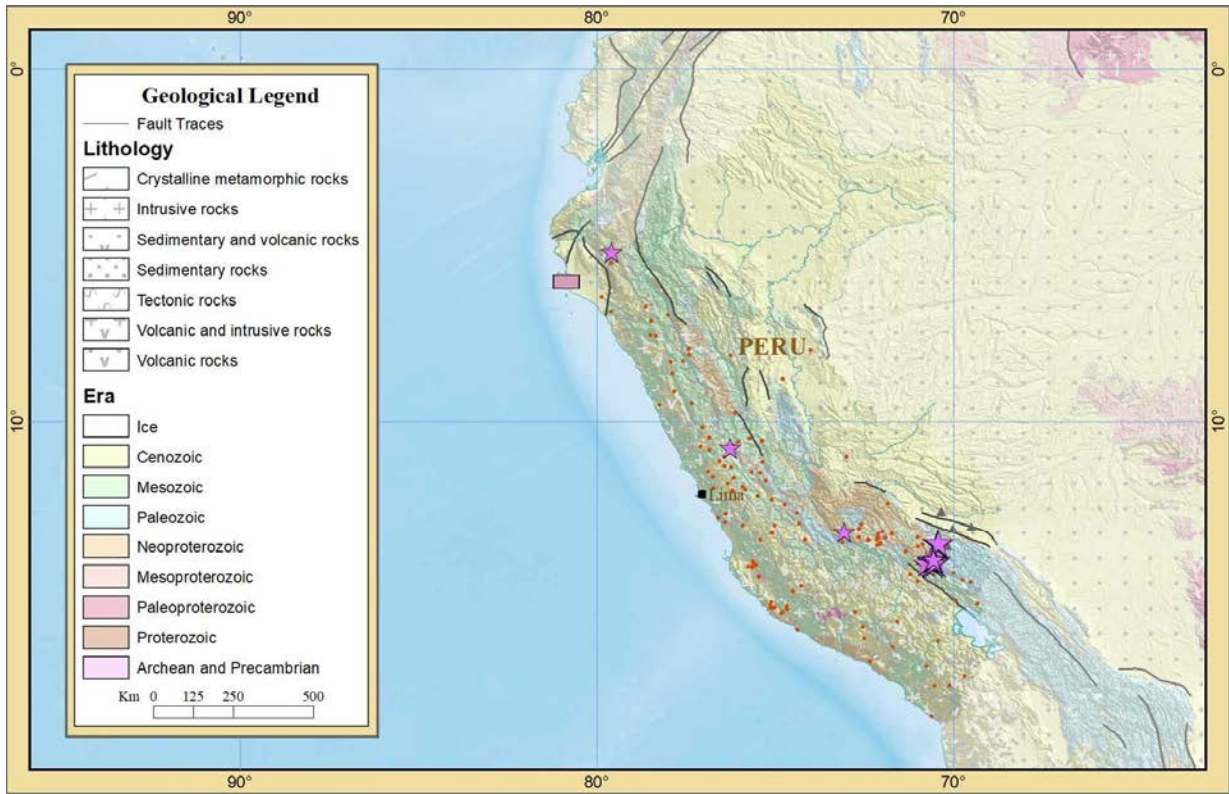 90°
80°
70°
0°
0°
Geological Legend
Fault Traces
Lithology
Crystalline metamorphic rocks
Intrusive rocks
Sedimentary and volcanic rocks
Sedimentary rocks
Tectonic rocks
Volcanic and intrusive rocks
Volcanic rocks
Era
Ice
Cenozoic
Mesozoic
Paleozoic
Neoproterozoic
Mesoproterozoic
Paleoproterozoic
Proterozoic
Archean and Precambrian
Km 0 125 250 500
PERU
10°
10°
Lima
90°
80°
70°